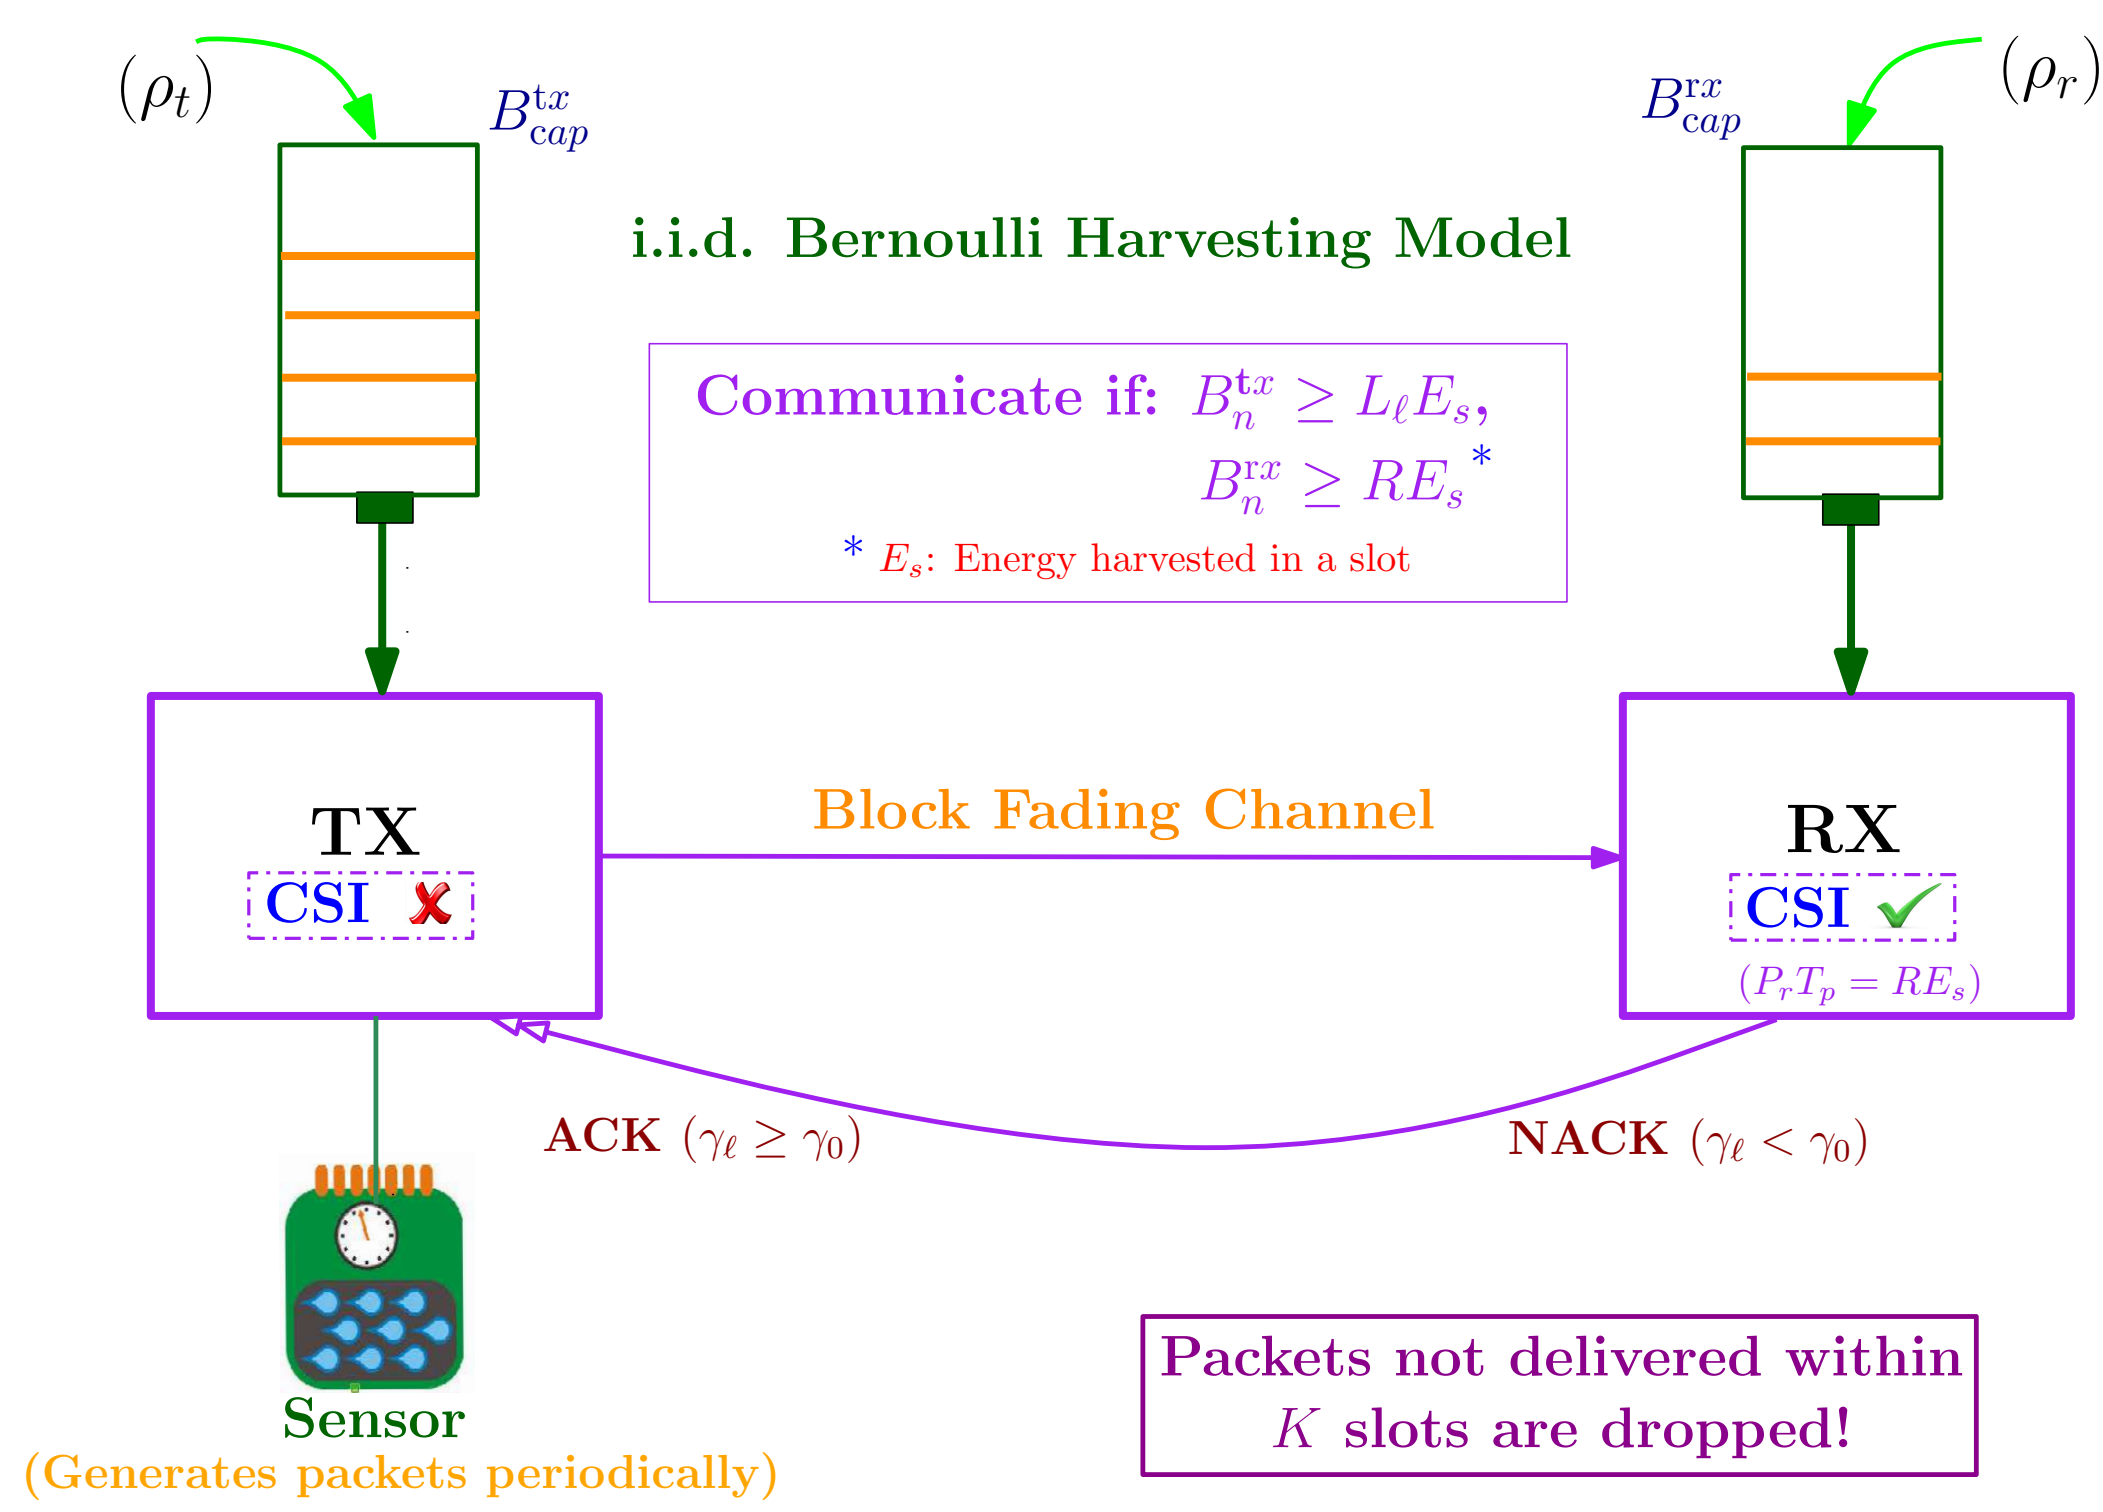 (ρ_t)
B^{tx}_{cap}
B^{rx}_{cap}
(ρ_r)
i.i.d. Bernoulli Harvesting Model
Communicate if: B^{tx}_n ≥ L_ℓE_s,
B^{rx}_n ≥ RE_s *
* E_s: Energy harvested in a slot
Block Fading Channel
TX
CSI ✘
RX
CSI ✓
(P_rT_p = RE_s)
ACK (γ_ℓ ≥ γ_0)
NACK (γ_ℓ < γ_0)
Sensor
(Generates packets periodically)
Packets not delivered within
K slots are dropped!